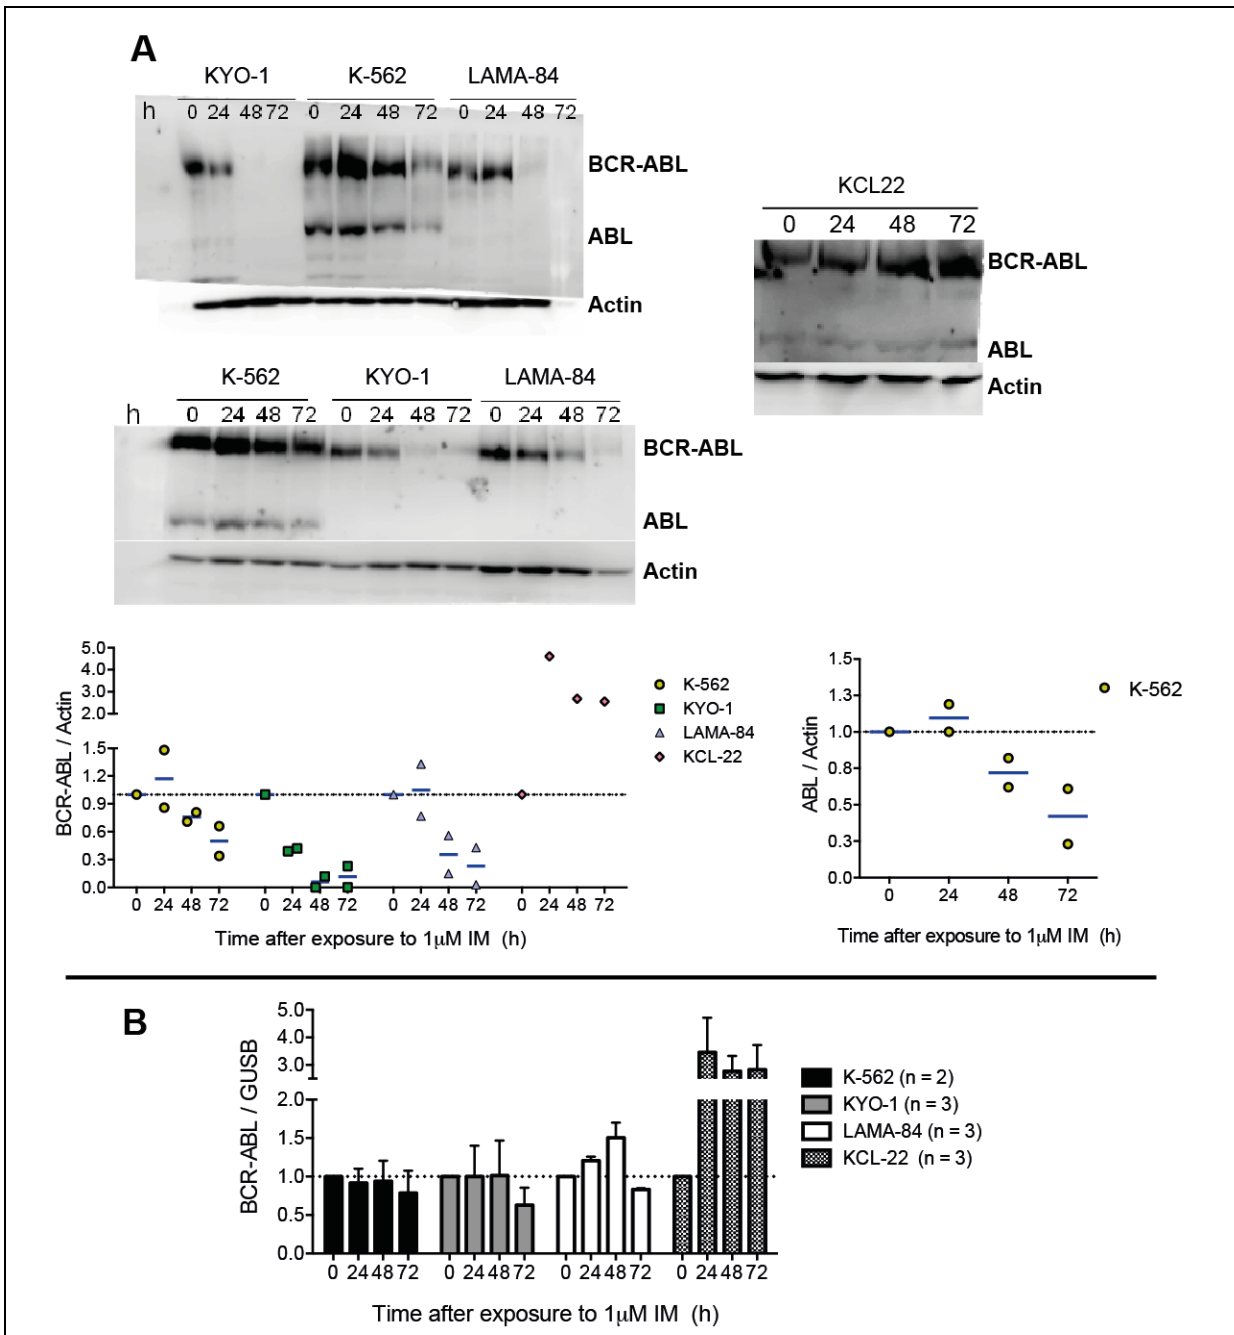 A
KYO-1 K-562 LAMA-84
h 0 24 48 72 0 24 48 72 0 24 48 72
BCR-ABL
ABL
Actin
KCL22
0 24 48 72
BCR-ABL
ABL
Actin
K-562 KYO-1 LAMA-84
h 0 24 48 72 0 24 48 72 0 24 48 72
BCR-ABL
ABL
Actin
BCR-ABL / Actin
5.0
4.0
3.0
2.0
1.5
1.2
0.9
0.6
0.3
0.0
0 24 48 72 0 24 48 72 0 24 48 72 0 24 48 72
Time after exposure to 1μM IM (h)
K-562
KYO-1
LAMA-84
KCL-22
ABL / Actin
1.5
1.3
1.0
0.8
0.5
0.3
0.0
0 24 48 72
Time after exposure to 1μM IM (h)
K-562
B
BCR-ABL / GUSB
5.0
4.0
3.0
2.0
1.5
1.0
0.5
0.0
0 24 48 72 0 24 48 72 0 24 48 72 0 24 48 72
Time after exposure to 1μM IM (h)
K-562 (n = 2)
KYO-1 (n = 3)
LAMA-84 (n = 3)
KCL-22 (n = 3)